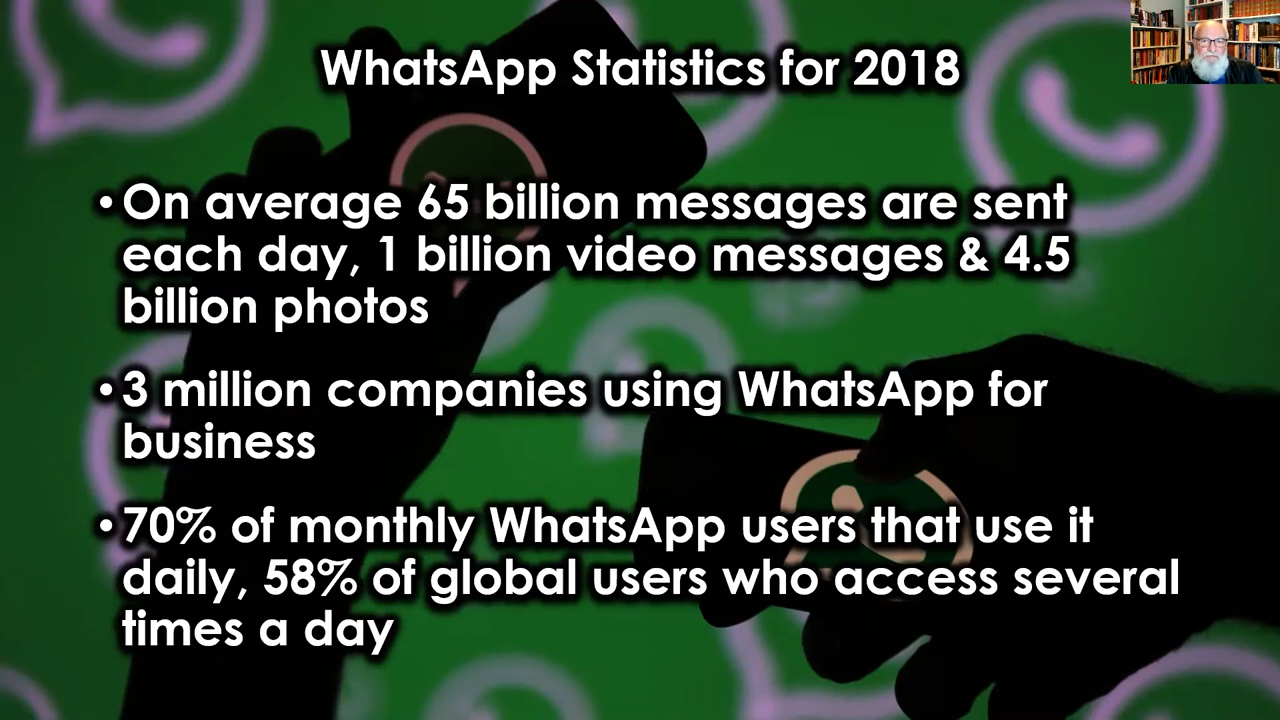 WhatsApp Statistics for 2018
• On average 65 billion messages are sent
each day, 1 billion video messages & 4.5
billion photos
• 3 million companies using WhatsApp for
business
• 70% of monthly WhatsApp users that use it
daily, 58% of global users who access several
times a day